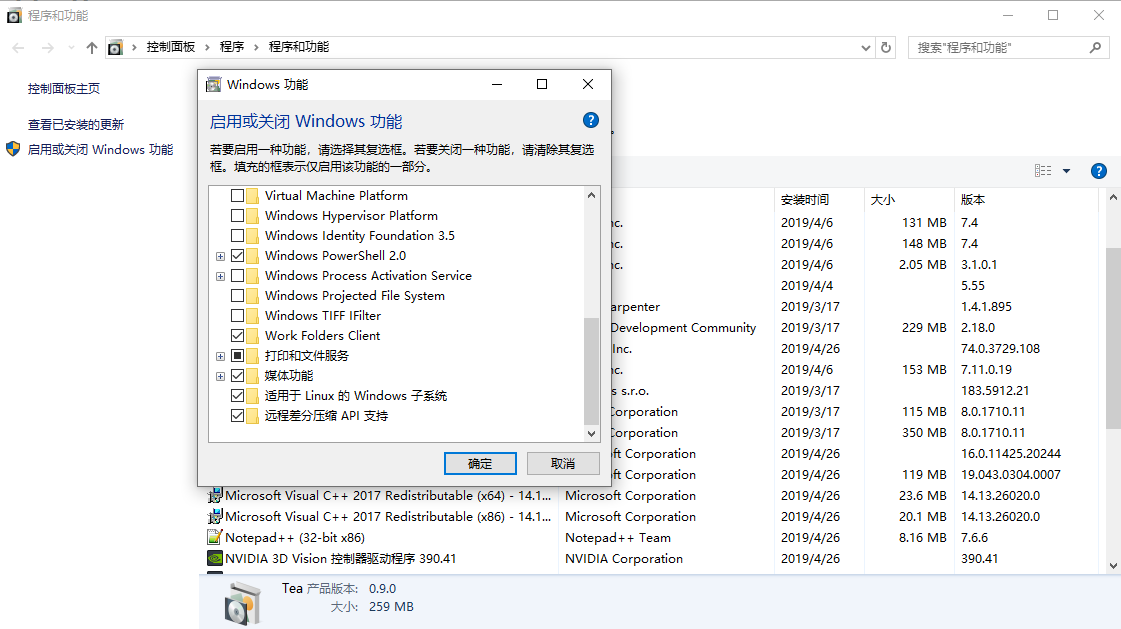 程序和功能
控制面板 › 程序 › 程序和功能
搜索"程序和功能"
控制面板主页
查看已安装的更新
启用或关闭 Windows 功能
Windows 功能
启用或关闭 Windows 功能
若要启用一种功能，请选择其复选框。若要关闭一种功能，请清除其复选
框。填充的框表示仅启用该功能的一部分。
Virtual Machine Platform
Windows Hypervisor Platform
Windows Identity Foundation 3.5
Windows PowerShell 2.0
Windows Process Activation Service
Windows Projected File System
Windows TIFF IFilter
Work Folders Client
打印和文件服务
媒体功能
适用于 Linux 的 Windows 子系统
远程差分压缩 API 支持
确定 取消
安装时间 大小 版本
nc. 2019/4/6 131 MB 7.4
nc. 2019/4/6 148 MB 7.4
nc. 2019/4/6 2.05 MB 3.1.0.1
2019/4/4 5.55
arpenter 2019/3/17 1.4.1.895
Development Community 2019/3/17 229 MB 2.18.0
Inc. 2019/4/26 74.0.3729.108
nc. 2019/4/6 153 MB 7.11.0.19
s s.r.o. 2019/3/17 183.5912.21
Corporation 2019/3/17 115 MB 8.0.1710.11
Corporation 2019/3/17 350 MB 8.0.1710.11
ft Corporation 2019/4/26 16.0.11425.20244
ft Corporation 2019/4/26 119 MB 19.043.0304.0007
Microsoft Visual C++ 2017 Redistributable (x64) - 14.1... Microsoft Corporation 2019/4/26 23.6 MB 14.13.26020.0
Microsoft Visual C++ 2017 Redistributable (x86) - 14.1... Microsoft Corporation 2019/4/26 20.1 MB 14.13.26020.0
Notepad++ (32-bit x86) Notepad++ Team 2019/4/26 8.16 MB 7.6.6
NVIDIA 3D Vision 控制器驱动程序 390.41 NVIDIA Corporation 2019/4/26 390.41
Tea 产品版本: 0.9.0
大小: 259 MB